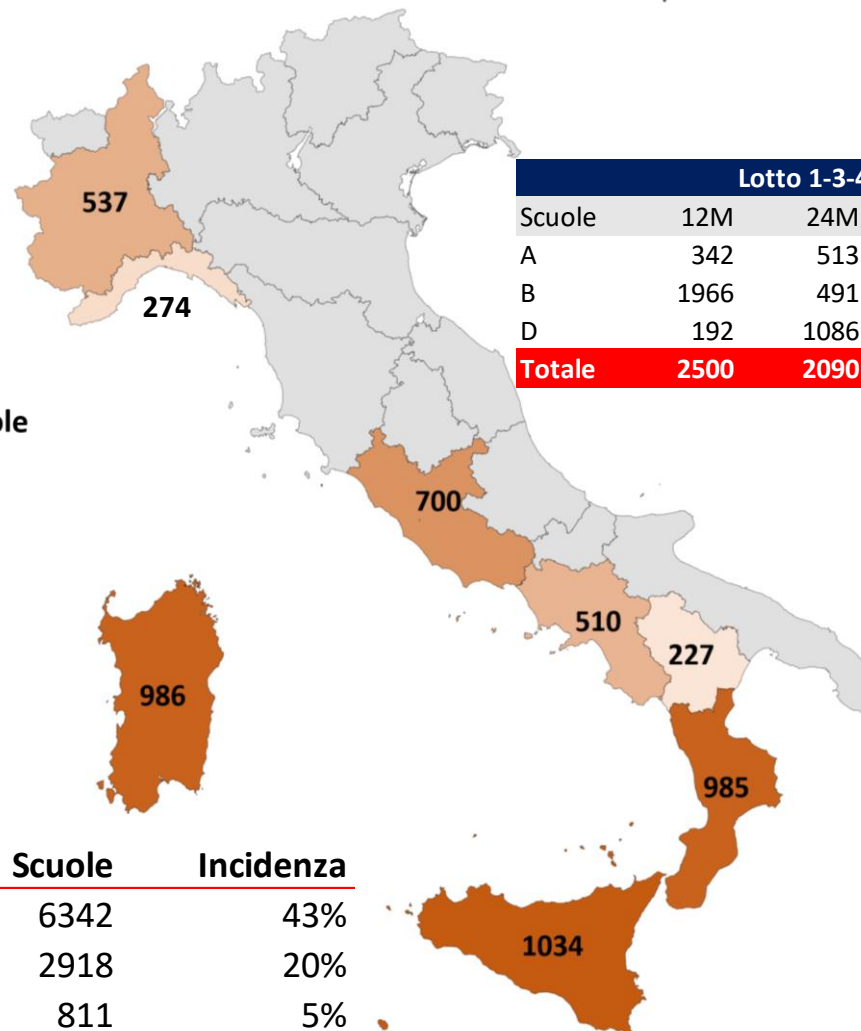 537
Lotto 1-3-4
Scuole 12M 24M
A 342 513
274
B 1966 491
D 192 1086
Totale 2500 2090
700
510
227
986
985
Scuole Incidenza
6342 43%
2918 20%
1034
811 5%